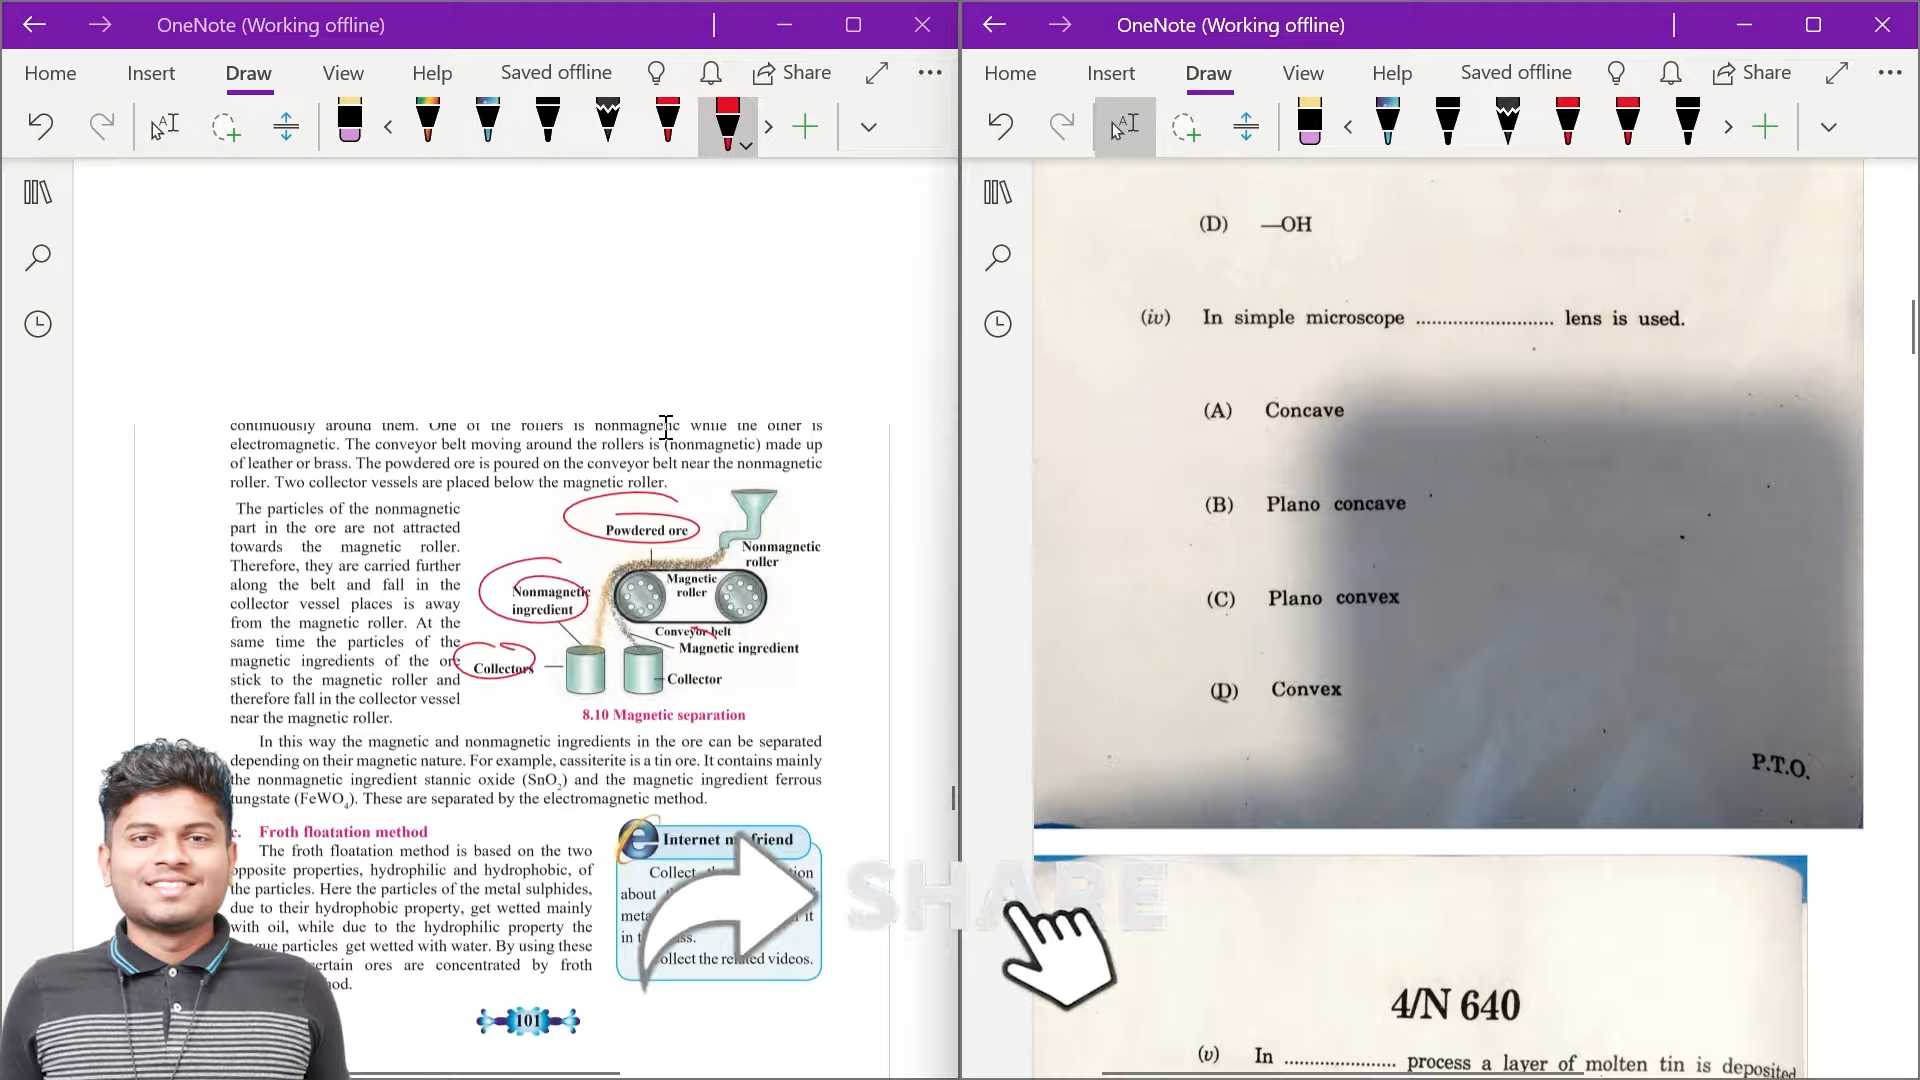 OneNote (Working offline)
Home Insert Draw View Help Saved offline Share
continuously around them. One of the rollers is nonmagnetic while the other is
electromagnetic. The conveyor belt moving around the rollers is (nonmagnetic) made up
of leather or brass. The powdered ore is poured on the conveyor belt near the nonmagnetic
roller. Two collector vessels are placed below the magnetic roller.
The particles of the nonmagnetic
part in the ore are not attracted
towards the magnetic roller.
Therefore, they are carried further
along the belt and fall in the
collector vessel places is away
from the magnetic roller. At the
same time the particles of the
magnetic ingredients of the ore
stick to the magnetic roller and
therefore fall in the collector vessel
near the magnetic roller.
Powdered ore
Nonmagnetic
roller
Magnetic
roller
Nonmagnetic
ingredient
Conveyor belt
Magnetic ingredient
Collectors
Collector
8.10 Magnetic separation
In this way the magnetic and nonmagnetic ingredients in the ore can be separated
depending on their magnetic nature. For example, cassiterite is a tin ore. It contains mainly
the nonmagnetic ingredient stannic oxide (SnO2) and the magnetic ingredient ferrous
tungstate (FeWO4). These are separated by the electromagnetic method.
c. Froth floatation method
The froth floatation method is based on the two
opposite properties, hydrophilic and hydrophobic, of
the particles. Here the particles of the metal sulphides,
due to their hydrophobic property, get wetted mainly
with oil, while due to the hydrophilic property the
particles get wetted with water. By using these
certain ores are concentrated by froth
Internet my friend
Collect
about
it
in
Collect the related videos.
101
SHARE
OneNote (Working offline)
Home Insert Draw View Help Saved offline Share
(D) —OH
(iv) In simple microscope .......................... lens is used.
(A) Concave
(B) Plano concave
(C) Plano convex
(D) Convex
P.T.O.
4/N 640
(v) In ..................... process a layer of molten tin is deposited